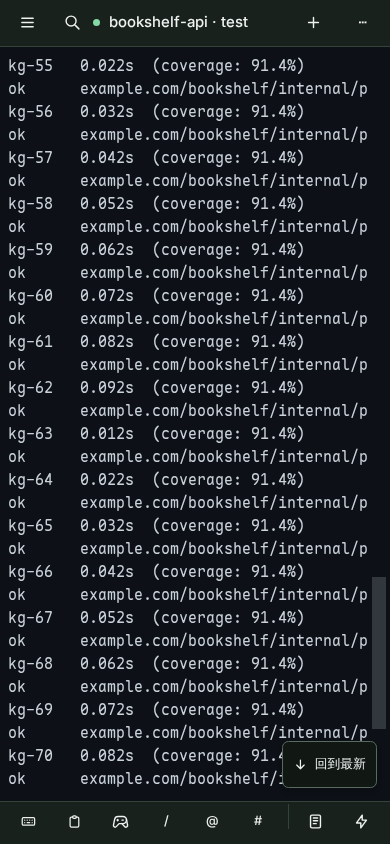 bookshelf-api · test
kg-55   0.022s  (coverage: 91.4%)
ok      example.com/bookshelf/internal/p
kg-56   0.032s  (coverage: 91.4%)
ok      example.com/bookshelf/internal/p
kg-57   0.042s  (coverage: 91.4%)
ok      example.com/bookshelf/internal/p
kg-58   0.052s  (coverage: 91.4%)
ok      example.com/bookshelf/internal/p
kg-59   0.062s  (coverage: 91.4%)
ok      example.com/bookshelf/internal/p
kg-60   0.072s  (coverage: 91.4%)
ok      example.com/bookshelf/internal/p
kg-61   0.082s  (coverage: 91.4%)
ok      example.com/bookshelf/internal/p
kg-62   0.092s  (coverage: 91.4%)
ok      example.com/bookshelf/internal/p
kg-63   0.012s  (coverage: 91.4%)
ok      example.com/bookshelf/internal/p
kg-64   0.022s  (coverage: 91.4%)
ok      example.com/bookshelf/internal/p
kg-65   0.032s  (coverage: 91.4%)
ok      example.com/bookshelf/internal/p
kg-66   0.042s  (coverage: 91.4%)
ok      example.com/bookshelf/internal/p
kg-67   0.052s  (coverage: 91.4%)
ok      example.com/bookshelf/internal/p
kg-68   0.062s  (coverage: 91.4%)
ok      example.com/bookshelf/internal/p
kg-69   0.072s  (coverage: 91.4%)
ok      example.com/bookshelf/internal/p
kg-70   0.082s  (coverage: 91.4
ok      example.com/bookshelf/
↓ 回到最新
/ @ #